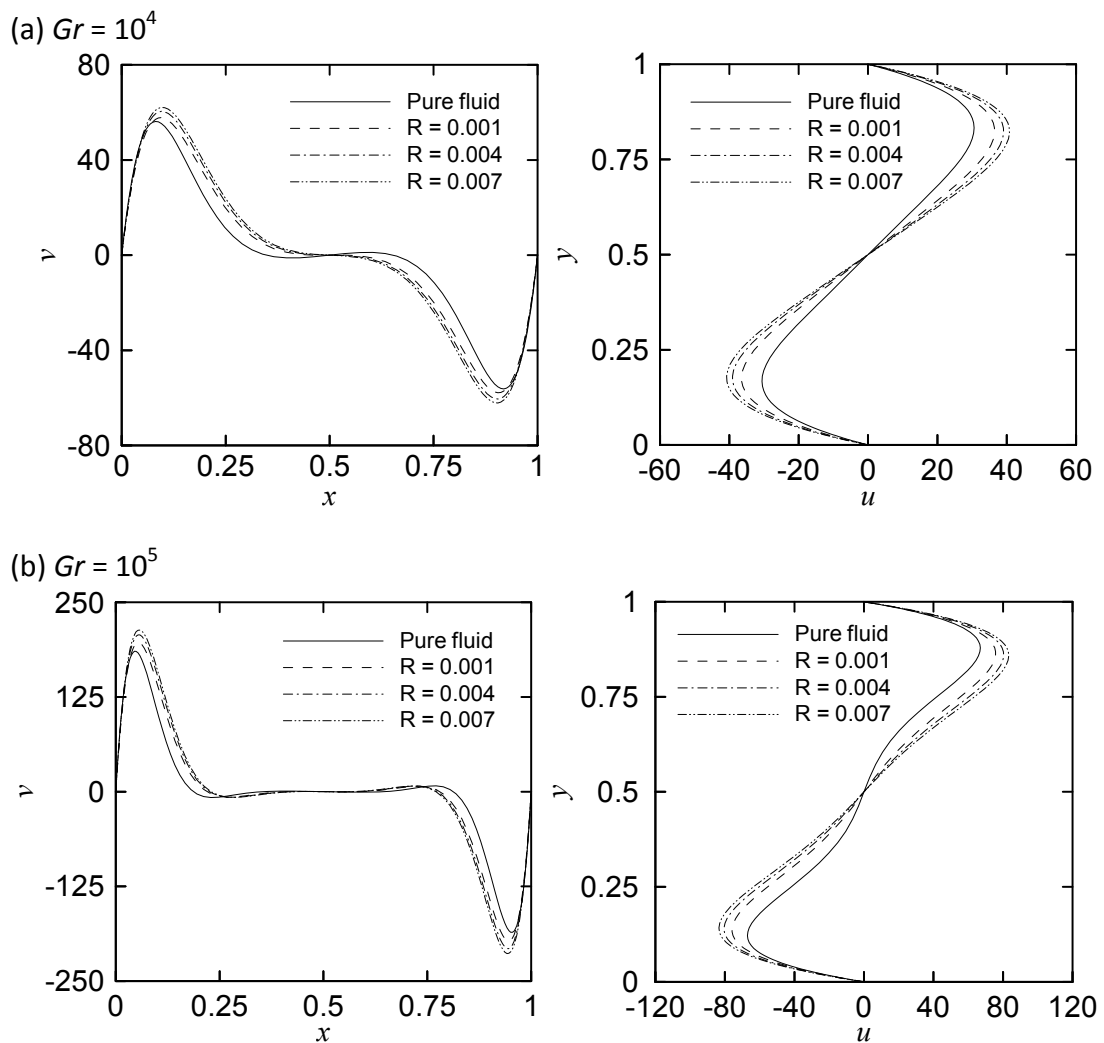 (a) Gr = 10^4
80
40
0
-40
-80
v
0 0.25 0.5 0.75 1
x
Pure fluid
R = 0.001
R = 0.004
R = 0.007
1
0.75
0.5
0.25
0
y
-60 -40 -20 0 20 40 60
u
Pure fluid
R = 0.001
R = 0.004
R = 0.007
(b) Gr = 10^5
250
125
0
-125
-250
v
0 0.25 0.5 0.75 1
x
Pure fluid
R = 0.001
R = 0.004
R = 0.007
1
0.75
0.5
0.25
0
y
-120 -80 -40 0 40 80 120
u
Pure fluid
R = 0.001
R = 0.004
R = 0.007